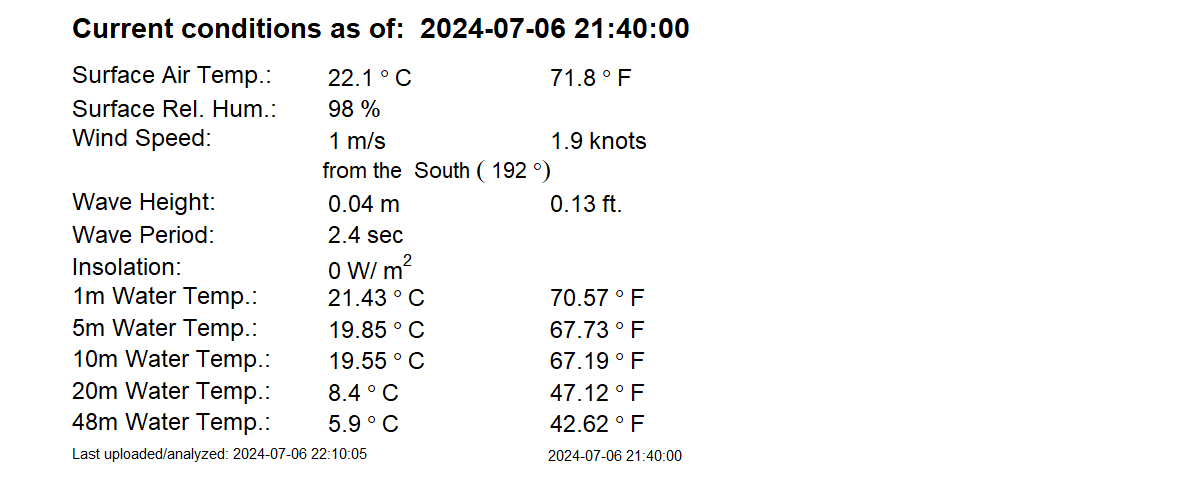 Current conditions as of: 2024-07-06 21:40:00
Surface Air Temp.: 22.1 ° C 71.8 ° F
Surface Rel. Hum.: 98 %
Wind Speed: 1 m/s 1.9 knots
from the South ( 192 °)
Wave Height: 0.04 m 0.13 ft.
Wave Period: 2.4 sec
Insolation: 0 W/ m²
1m Water Temp.: 21.43 ° C 70.57 ° F
5m Water Temp.: 19.85 ° C 67.73 ° F
10m Water Temp.: 19.55 ° C 67.19 ° F
20m Water Temp.: 8.4 ° C 47.12 ° F
48m Water Temp.: 5.9 ° C 42.62 ° F
Last uploaded/analyzed: 2024-07-06 22:10:05 2024-07-06 21:40:00